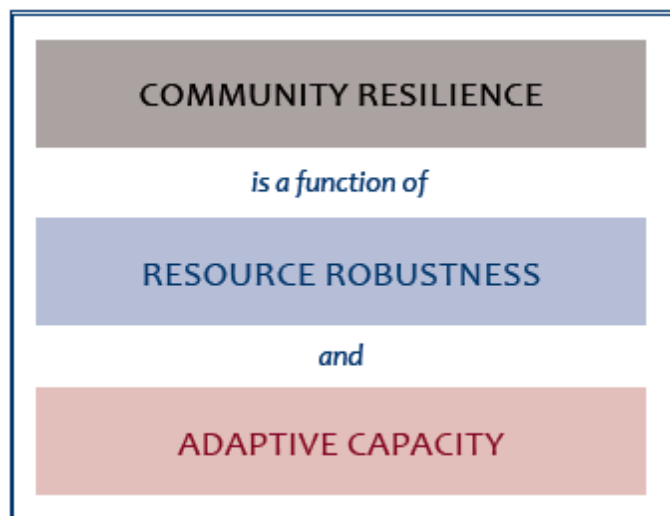 COMMUNITY RESILIENCE
is a function of
RESOURCE ROBUSTNESS
and
ADAPTIVE CAPACITY